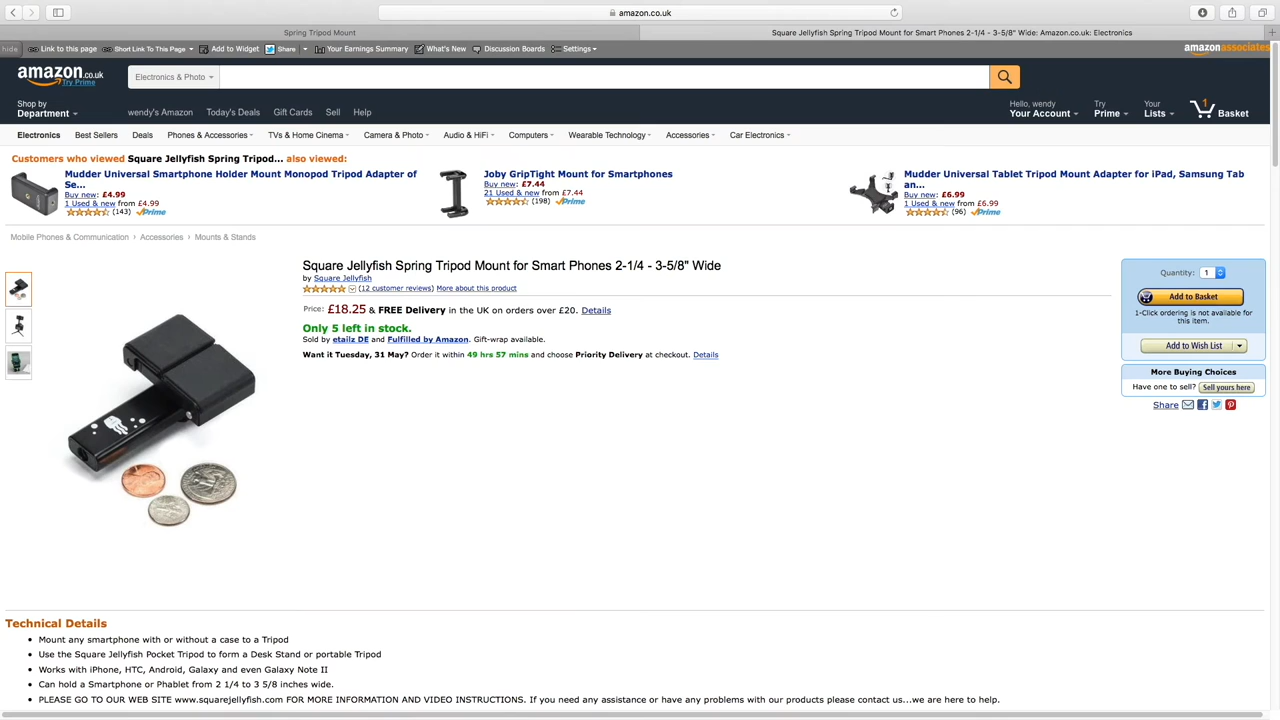 amazon.co.uk
Spring Tripod Mount
Square Jellyfish Spring Tripod Mount for Smart Phones 2-1/4 - 3-5/8" Wide: Amazon.co.uk: Electronics
hide Link to this page Short Link To This Page Add to Widget Share Your Earnings Summary What's New Discussion Boards Settings
amazonassociates
amazon.co.uk
Try Prime
Electronics & Photo
Shop by
Department
wendy's Amazon Today's Deals Gift Cards Sell Help
Hello, wendy
Your Account
Try
Prime
Your
Lists
1
Basket
Electronics Best Sellers Deals Phones & Accessories TVs & Home Cinema Camera & Photo Audio & HiFi Computers Wearable Technology Accessories Car Electronics
Customers who viewed Square Jellyfish Spring Tripod... also viewed:
Mudder Universal Smartphone Holder Mount Monopod Tripod Adapter of
Se...
Buy new: £4.99
1 Used & new from £4.99
(143) Prime
Joby GripTight Mount for Smartphones
Buy new: £7.44
21 Used & new from £7.44
(198) Prime
Mudder Universal Tablet Tripod Mount Adapter for iPad, Samsung Tab
an...
Buy new: £6.99
1 Used & new from £6.99
(96) Prime
Mobile Phones & Communication › Accessories › Mounts & Stands
Square Jellyfish Spring Tripod Mount for Smart Phones 2-1/4 - 3-5/8" Wide
by Square Jellyfish
(12 customer reviews) More about this product
Price: £18.25 & FREE Delivery in the UK on orders over £20. Details
Only 5 left in stock.
Sold by etailz DE and Fulfilled by Amazon. Gift-wrap available.
Want it Tuesday, 31 May? Order it within 49 hrs 57 mins and choose Priority Delivery at checkout. Details
Quantity: 1
Add to Basket
1-Click ordering is not available for
this item.
Add to Wish List
More Buying Choices
Have one to sell? Sell yours here
Share
Technical Details
• Mount any smartphone with or without a case to a Tripod
• Use the Square Jellyfish Pocket Tripod to form a Desk Stand or portable Tripod
• Works with iPhone, HTC, Android, Galaxy and even Galaxy Note II
• Can hold a Smartphone or Phablet from 2 1/4 to 3 5/8 inches wide.
• PLEASE GO TO OUR WEB SITE www.squarejellyfish.com FOR MORE INFORMATION AND VIDEO INSTRUCTIONS. If you need any assistance or have any problems with our products please contact us...we are here to help.